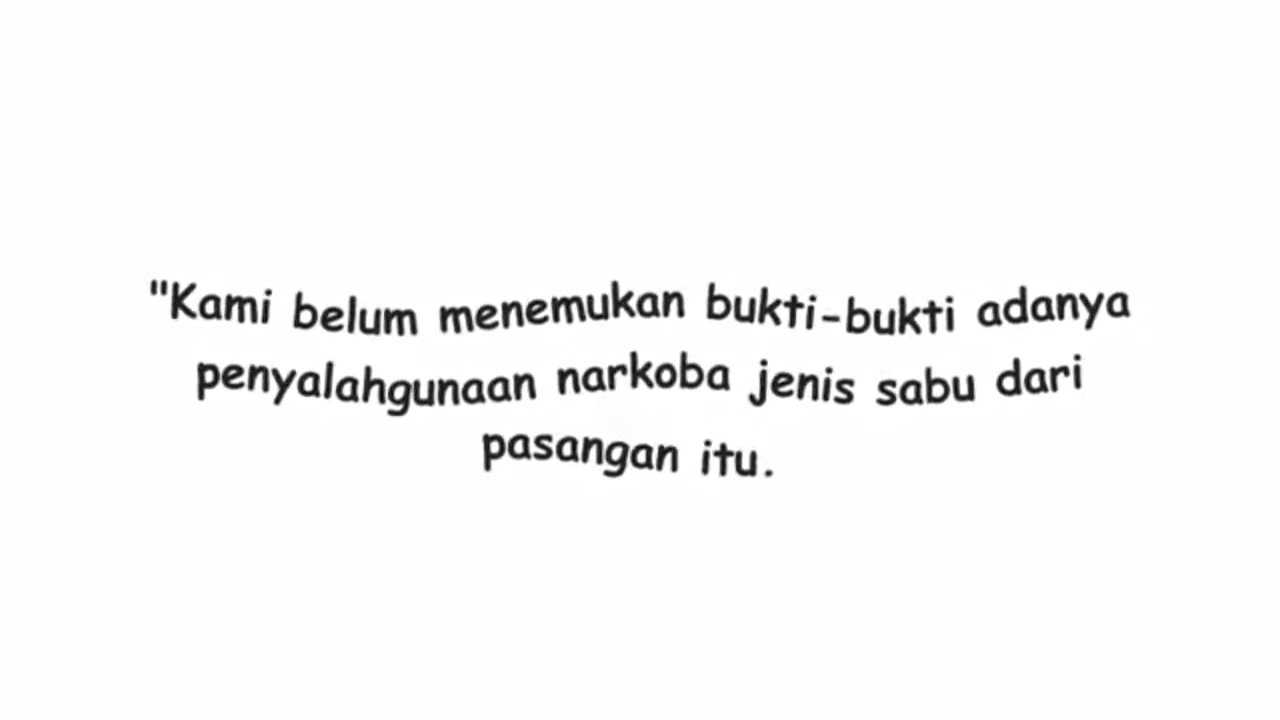 "Kami belum menemukan bukti-bukti adanya
penyalahgunaan narkoba jenis sabu dari
pasangan itu.